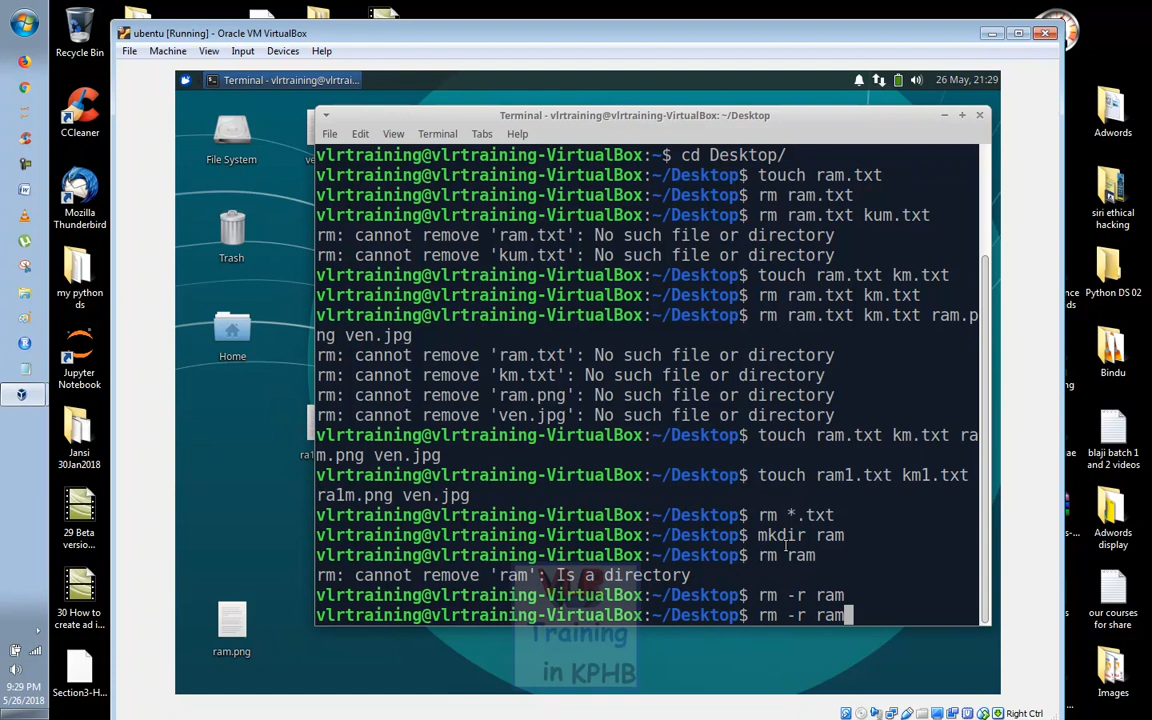 ubuntu [Running] - Oracle VM VirtualBox
File Machine View Input Devices Help
Terminal - vlrtraining@vlrtrai...
26 May, 21:29
Terminal - vlrtraining@vlrtraining-VirtualBox: ~/Desktop
File Edit View Terminal Tabs Help
vlrtraining@vlrtraining-VirtualBox:~$ cd Desktop/
vlrtraining@vlrtraining-VirtualBox:~/Desktop$ touch ram.txt
vlrtraining@vlrtraining-VirtualBox:~/Desktop$ rm ram.txt
vlrtraining@vlrtraining-VirtualBox:~/Desktop$ rm ram.txt kum.txt
rm: cannot remove 'ram.txt': No such file or directory
rm: cannot remove 'kum.txt': No such file or directory
vlrtraining@vlrtraining-VirtualBox:~/Desktop$ touch ram.txt km.txt
vlrtraining@vlrtraining-VirtualBox:~/Desktop$ rm ram.txt km.txt
vlrtraining@vlrtraining-VirtualBox:~/Desktop$ rm ram.txt km.txt ram.p
ng ven.jpg
rm: cannot remove 'ram.txt': No such file or directory
rm: cannot remove 'km.txt': No such file or directory
rm: cannot remove 'ram.png': No such file or directory
rm: cannot remove 'ven.jpg': No such file or directory
vlrtraining@vlrtraining-VirtualBox:~/Desktop$ touch ram.txt km.txt ra
m.png ven.jpg
vlrtraining@vlrtraining-VirtualBox:~/Desktop$ touch ram1.txt km1.txt
ra1m.png ven.jpg
vlrtraining@vlrtraining-VirtualBox:~/Desktop$ rm *.txt
vlrtraining@vlrtraining-VirtualBox:~/Desktop$ mkdir ram
vlrtraining@vlrtraining-VirtualBox:~/Desktop$ rm ram
rm: cannot remove 'ram': Is a directory
vlrtraining@vlrtraining-VirtualBox:~/Desktop$ rm -r ram
vlrtraining@vlrtraining-VirtualBox:~/Desktop$ rm -r ram
Training
in KPHB
File System
Trash
Home
ram.png
Recycle Bin
CCleaner
Mozilla
Thunderbird
my python
ds
Jupyter
Notebook
Jansi
30Jan2018
29 Beta
version...
30 How to
create ad i...
Adwords
siri ethical
hacking
Python DS 02
Bindu
blaji batch 1
and 2 videos
Adwords
display
our courses
for share
Images
9:29 PM
5/26/2018
Section3-H...
Right Ctrl